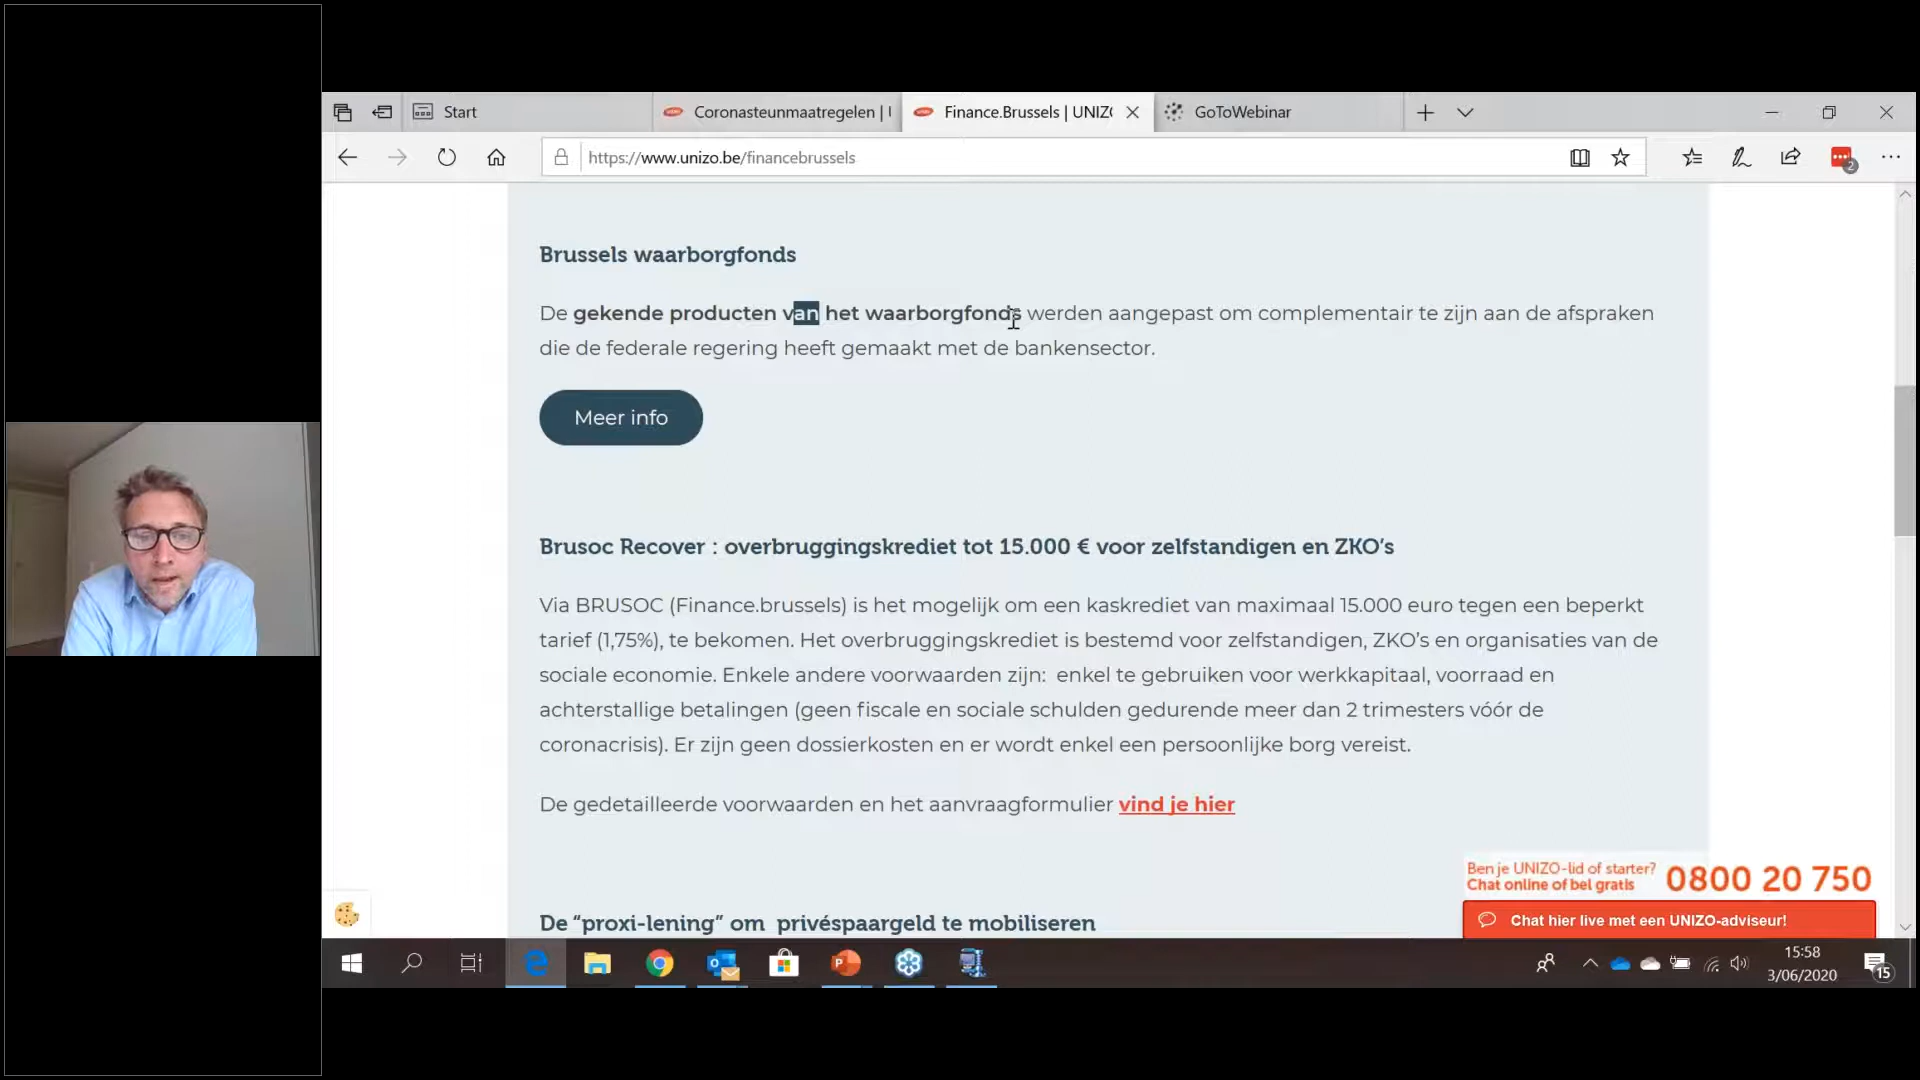 Start
Coronasteunmaatregelen |
Finance.Brussels | UNIZO
GoToWebinar
https://www.unizo.be/financebrussels
2
Brussels waarborgfonds
De gekende producten van het waarborgfonds werden aangepast om complementair te zijn aan de afspraken
die de federale regering heeft gemaakt met de bankensector.
Meer info
Brusoc Recover : overbruggingskrediet tot 15.000 € voor zelfstandigen en ZKO's
Via BRUSOC (Finance.brussels) is het mogelijk om een kaskrediet van maximaal 15.000 euro tegen een beperkt
tarief (1,75%), te bekomen. Het overbruggingskrediet is bestemd voor zelfstandigen, ZKO's en organisaties van de
sociale economie. Enkele andere voorwaarden zijn:  enkel te gebruiken voor werkkapitaal, voorraad en
achterstallige betalingen (geen fiscale en sociale schulden gedurende meer dan 2 trimesters vóór de
coronacrisis). Er zijn geen dossierkosten en er wordt enkel een persoonlijke borg vereist.
De gedetailleerde voorwaarden en het aanvraagformulier vind je hier
De “proxi-lening” om  privéspaargeld te mobiliseren
Ben je UNIZO-lid of starter?
Chat online of bel gratis
0800 20 750
Chat hier live met een UNIZO-adviseur!
15:58
3/06/2020
15